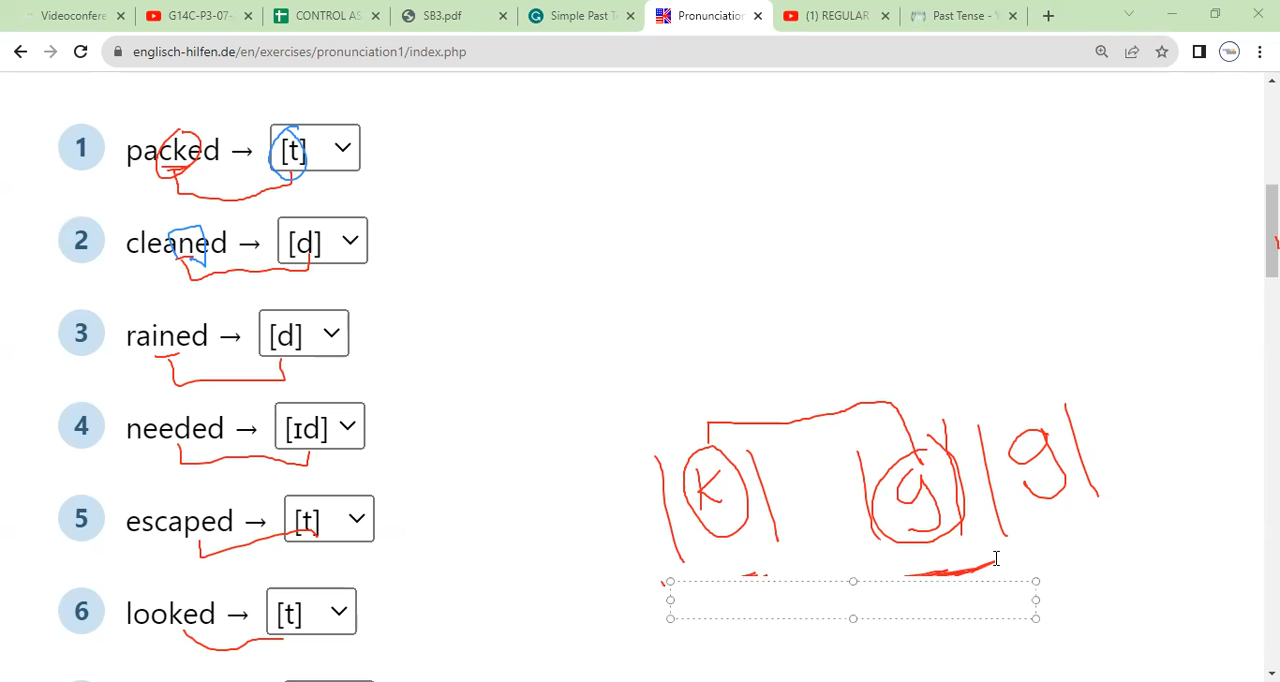 Videoconferenc
G14C-P3-07-
CONTROL AS
SB3.pdf
Simple Past T
Pronunciation
(1) REGULAR
Past Tense - Y
englisch-hilfen.de/en/exercises/pronunciation1/index.php
1 packed → [t]
2 cleaned → [d]
3 rained → [d]
4 needed → [ɪd]
5 escaped → [t]
6 looked → [t]
|k| |g| |g|